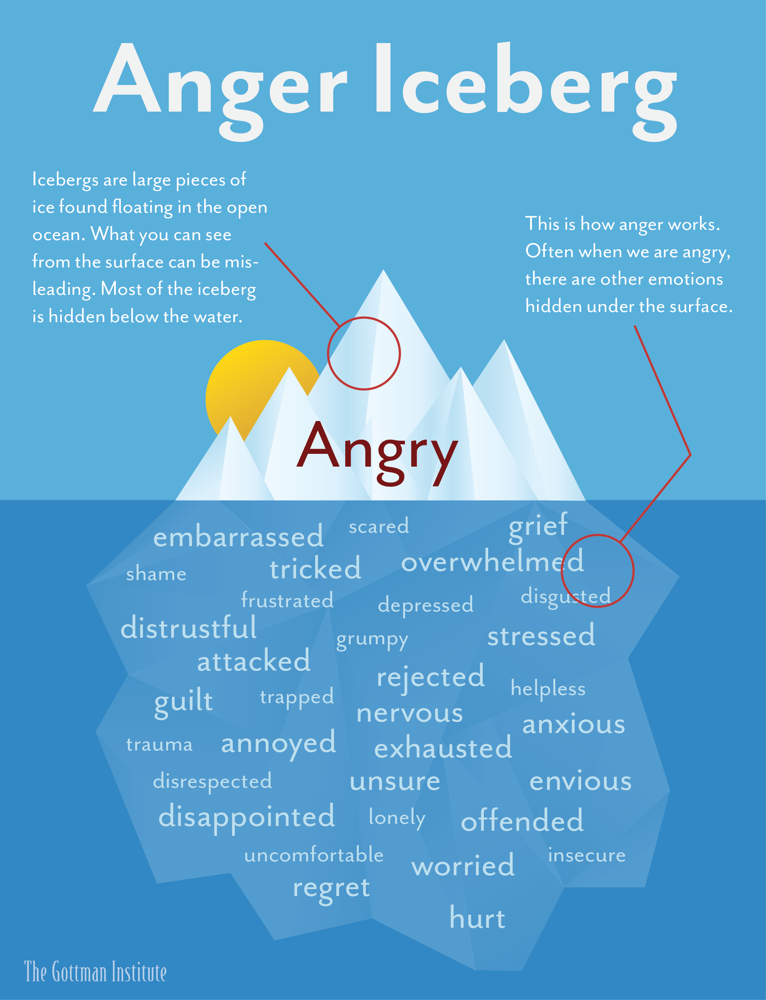 Anger Iceberg
Icebergs are large pieces of
ice found floating in the open
ocean. What you can see
from the surface can be mis-
leading. Most of the iceberg
is hidden below the water.
This is how anger works.
Often when we are angry,
there are other emotions
hidden under the surface.
Angry
embarrassed
scared
grief
shame
tricked
overwhelmed
frustrated
depressed
disgusted
distrustful
grumpy
stressed
attacked
rejected
helpless
guilt
trapped
nervous
anxious
trauma
annoyed
exhausted
disrespected
unsure
envious
disappointed
lonely
offended
uncomfortable
worried
insecure
regret
hurt
The Gottman Institute